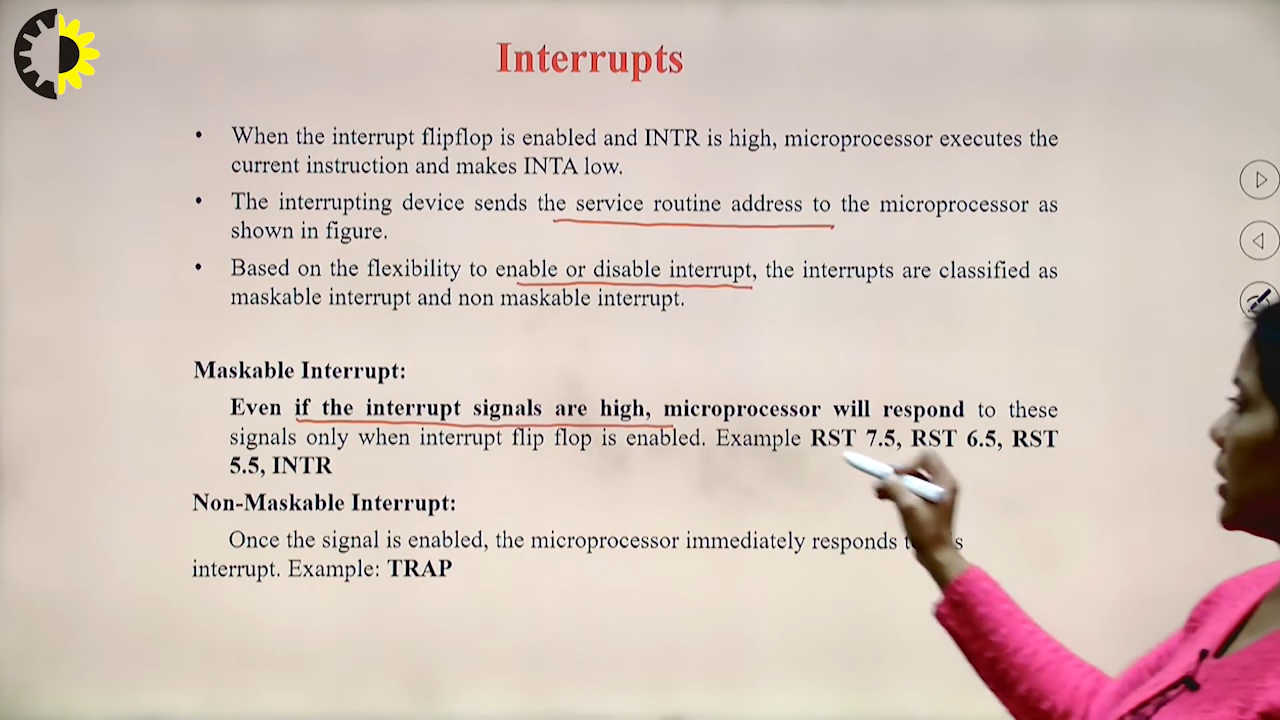 Interrupts
• When the interrupt flipflop is enabled and INTR is high, microprocessor executes the
current instruction and makes INTA low.
• The interrupting device sends the service routine address to the microprocessor as
shown in figure.
• Based on the flexibility to enable or disable interrupt, the interrupts are classified as
maskable interrupt and non maskable interrupt.
Maskable Interrupt:
Even if the interrupt signals are high, microprocessor will respond to these
signals only when interrupt flip flop is enabled. Example RST 7.5, RST 6.5, RST
5.5, INTR
Non-Maskable Interrupt:
Once the signal is enabled, the microprocessor immediately responds
interrupt. Example: TRAP